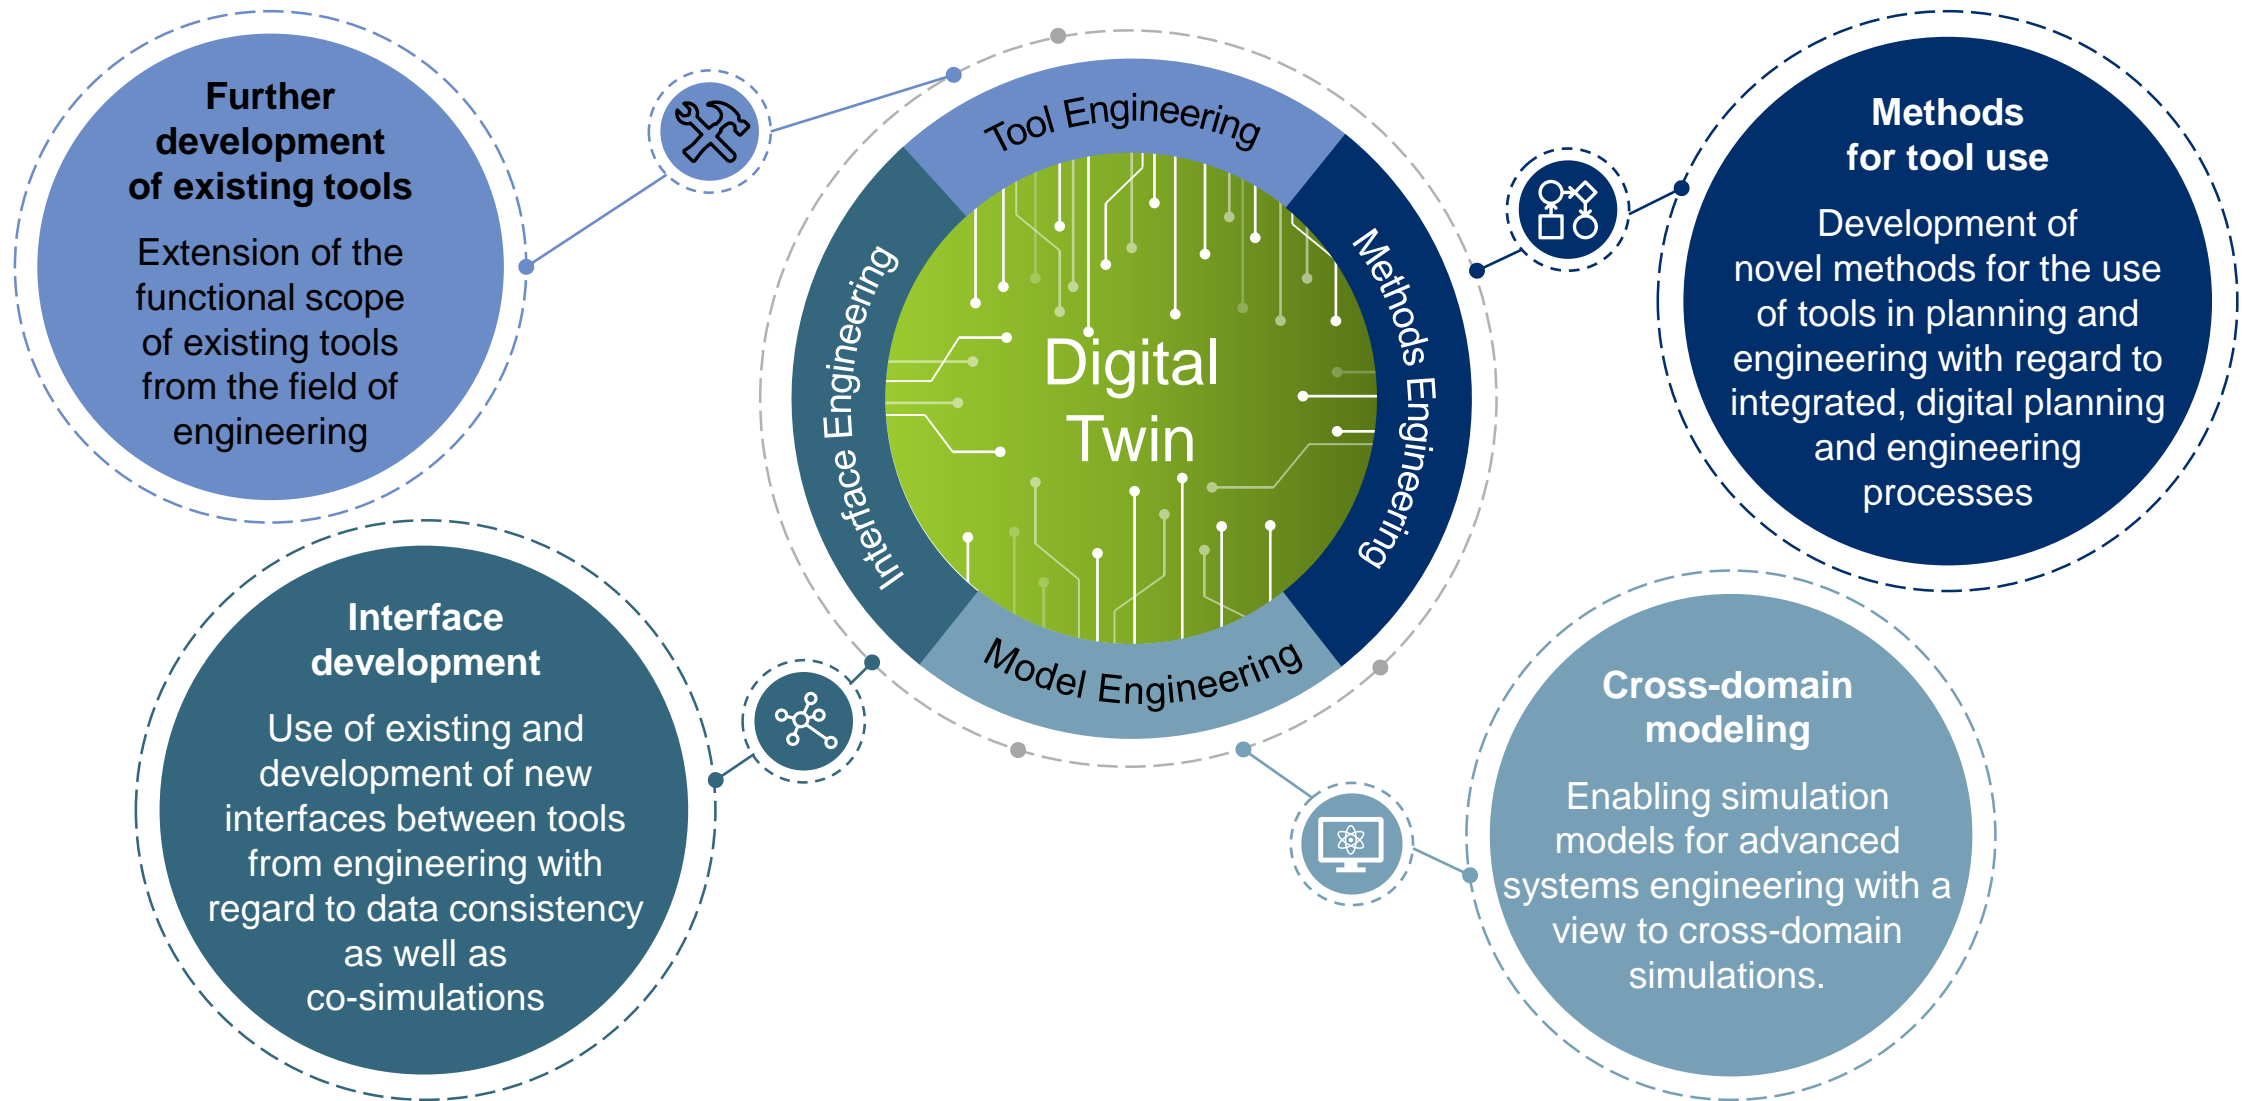 Further
development
of existing tools
Extension of the
functional scope
of existing tools
from the field of
engineering
Tool Engineering
Methods Engineering
Model Engineering
Interface Engineering
Digital
Twin
Methods
for tool use
Development of
novel methods for the use
of tools in planning and
engineering with regard to
integrated, digital planning
and engineering
processes
Interface
development
Use of existing and
development of new
interfaces between tools
from engineering with
regard to data consistency
as well as
co-simulations
Cross-domain
modeling
Enabling simulation
models for advanced
systems engineering with a
view to cross-domain
simulations.